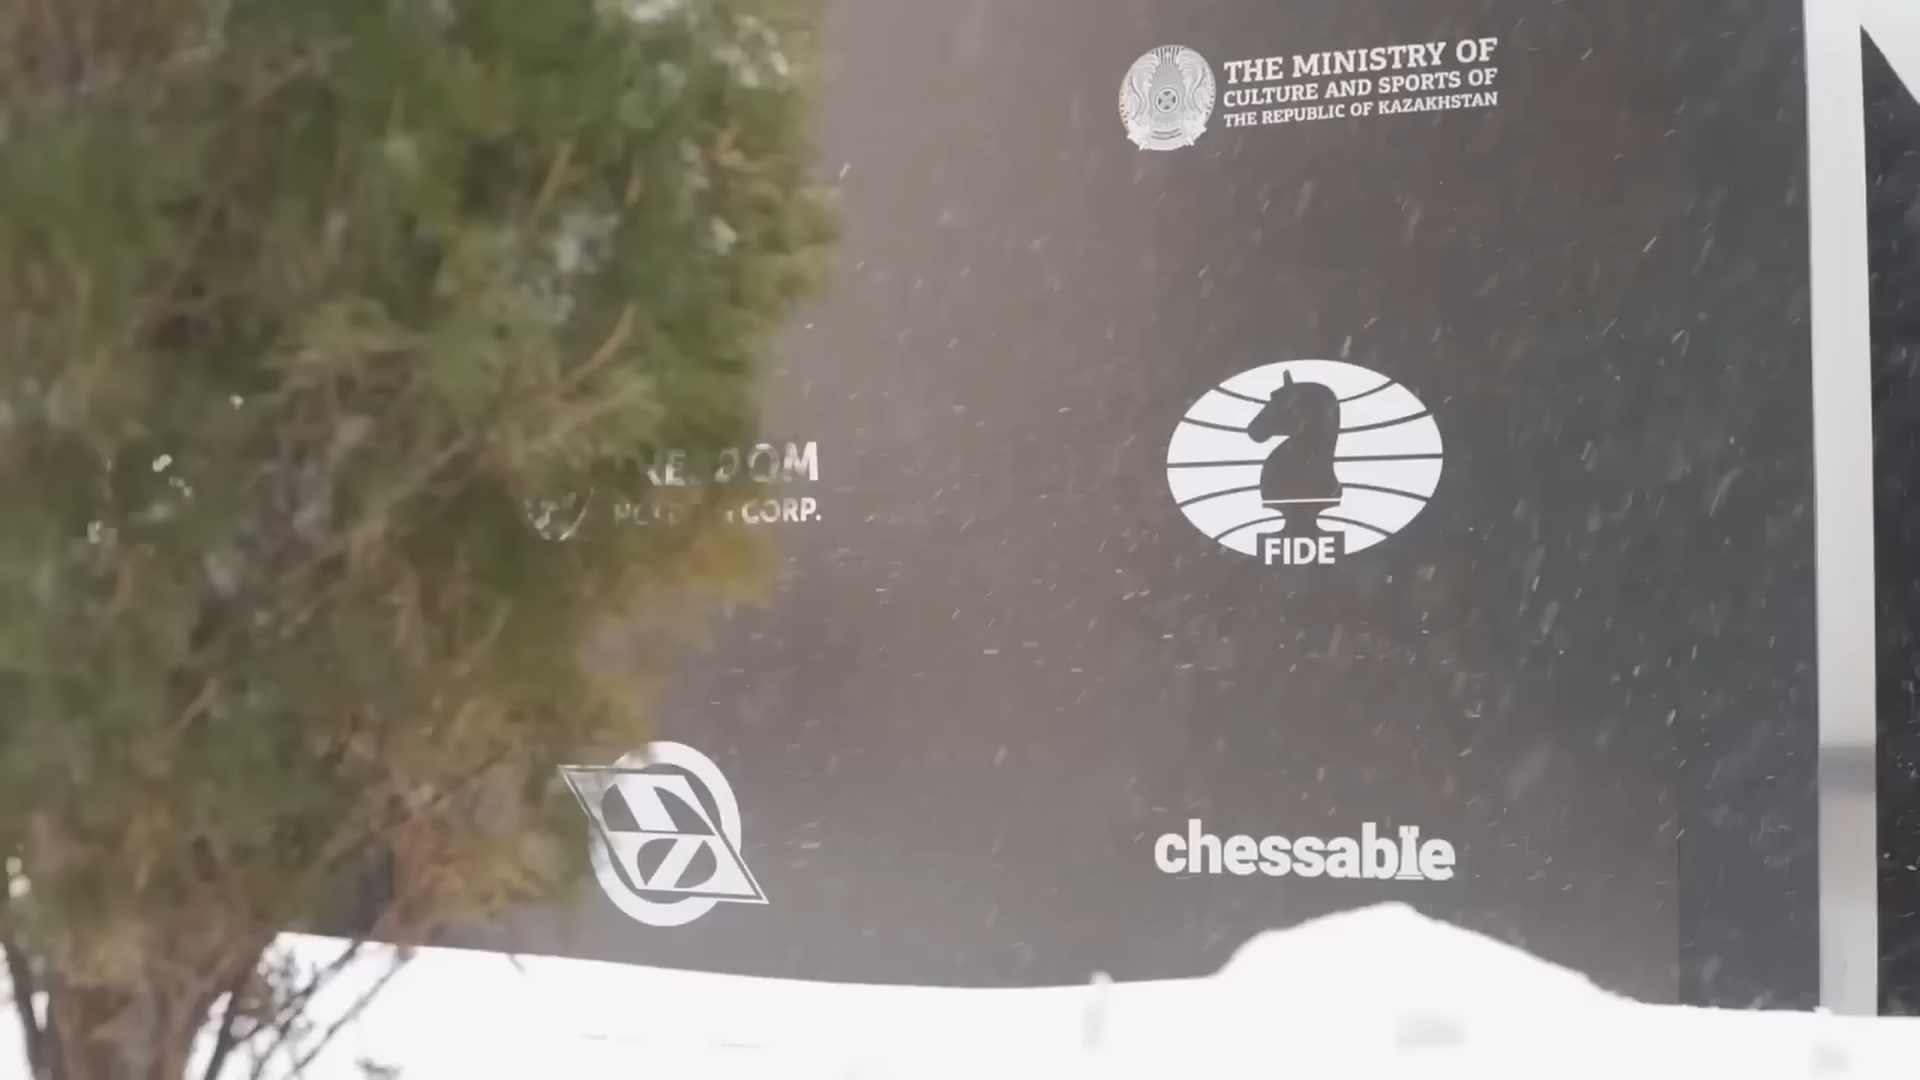 THE MINISTRY OF
CULTURE AND SPORTS OF
THE REPUBLIC OF KAZAKHSTAN
FIDE
CORP.
chessable